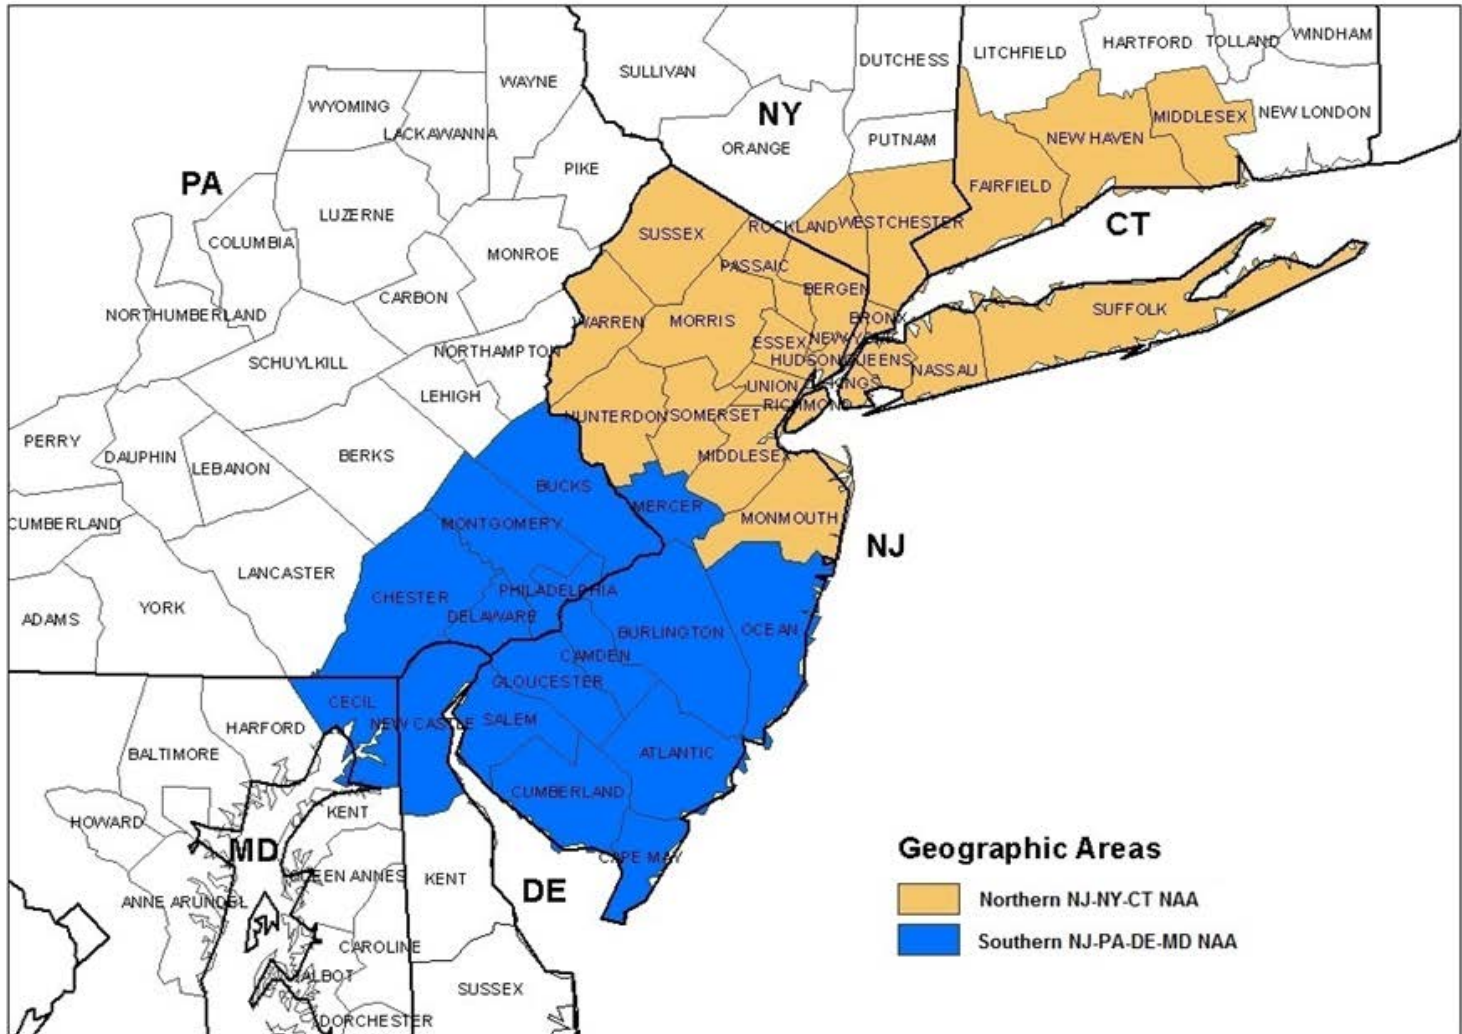 WINDHAM
HARTFORD
TOLLAND
LITCHFIELD
DUTCHESS
SULLIVAN
WAYNE
WYOMING
NY
NEW LONDON
MIDDLESEX
LACKAWANNA
NEW HAVEN
PUTNAM
ORANGE
PIKE
PA
FAIRFIELD
LUZERNE
ROCKLAND
WESTCHESTER
CT
SUSSEX
COLUMBIA
MONROE
PASSAIC
BERGEN
CARBON
SUFFOLK
NORTHUMBERLAND
BRONX
WARREN
MORRIS
ESSEX
NEW YORK
NORTHAMPTON
SCHUYLKILL
HUDSON
QUEENS
NASSAU
UNION
KINGS
LEHIGH
RICHMOND
HUNTERDON
SOMERSET
PERRY
DAUPHIN
LEBANON
BERKS
MIDDLESEX
BUCKS
MERCER
MONMOUTH
CUMBERLAND
MONTGOMERY
NJ
LANCASTER
PHILADELPHIA
CHESTER
DELAWARE
YORK
ADAMS
BURLINGTON
OCEAN
CAMDEN
GLOUCESTER
CECIL
NEW CASTLE
SALEM
HARFORD
BALTIMORE
ATLANTIC
CUMBERLAND
KENT
HOWARD
MD
CAPE MAY
QUEEN ANNES
KENT
DE
ANNE ARUNDEL
CAROLINE
TALBOT
SUSSEX
DORCHESTER
Geographic Areas
Northern NJ-NY-CT NAA
Southern NJ-PA-DE-MD NAA